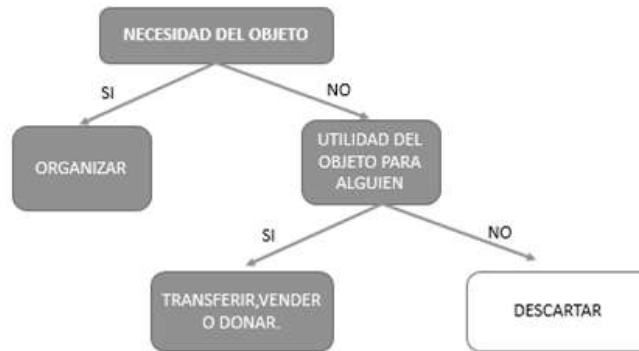 NECESIDAD DEL OBJETO
SI
NO
ORGANIZAR
UTILIDAD DEL
OBJETO PARA
ALGUIEN
SI
NO
TRANSFERIR,VENDER
O DONAR.
DESCARTAR